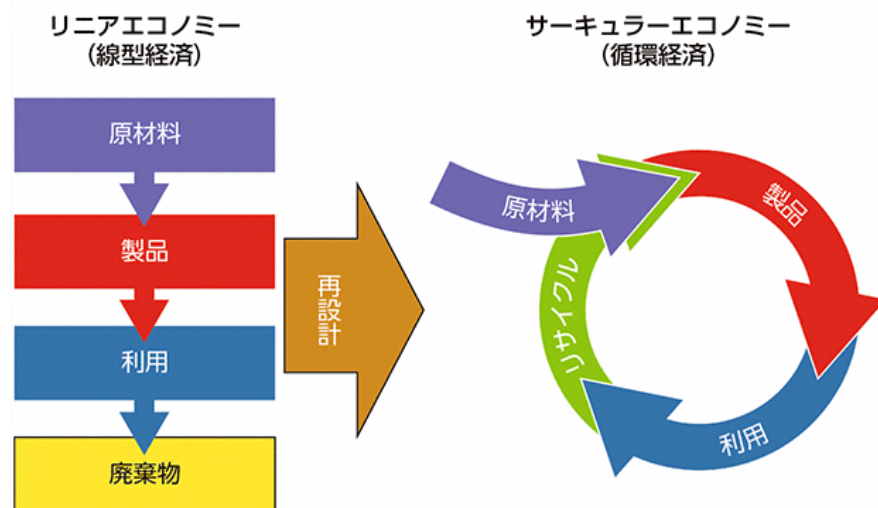 リニアエコノミー
（線型経済）
原材料
製品
利用
廃棄物
再設計
サーキュラーエコノミー
（循環経済）
原材料
製品
利用
リサイクル